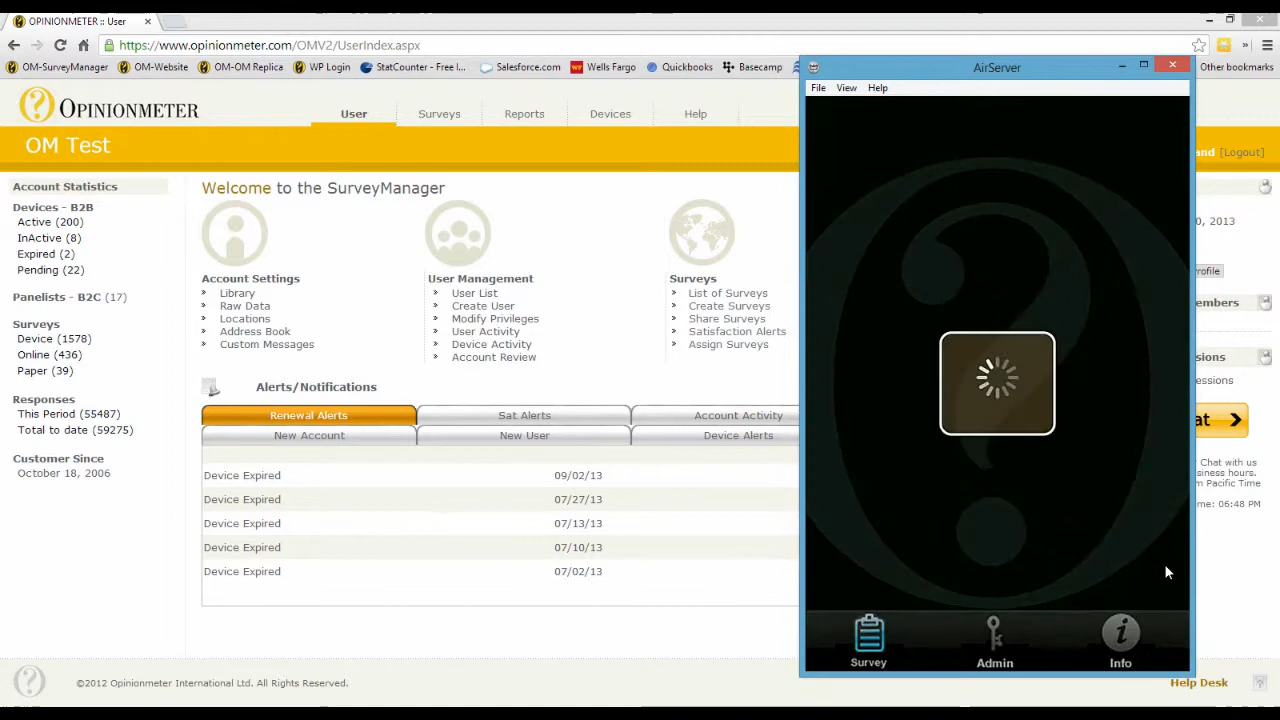 OPINIONMETER :: User
https://www.opinionmeter.com/OMV2/UserIndex.aspx
OM-SurveyManager OM-Website OM-OM Replica WP Login StatCounter - Free I... Salesforce.com Wells Fargo Quickbooks Basecamp Other bookmarks
OPINIONMETER
User Surveys Reports Devices Help
OM Test
and [Logout]
Account Statistics
Devices - B2B
Active (200)
InActive (8)
Expired (2)
Pending (22)
Panelists - B2C (17)
Surveys
Device (1578)
Online (436)
Paper (39)
Responses
This Period (55487)
Total to date (59275)
Customer Since
October 18, 2006
Welcome to the SurveyManager
Account Settings
Library
Raw Data
Locations
Address Book
Custom Messages
User Management
User List
Create User
Modify Privileges
User Activity
Device Activity
Account Review
Surveys
List of Surveys
Create Surveys
Share Surveys
Satisfaction Alerts
Assign Surveys
Alerts/Notifications
Renewal Alerts Sat Alerts Account Activity
New Account New User Device Alerts
Device Expired 09/02/13
Device Expired 07/27/13
Device Expired 07/13/13
Device Expired 07/10/13
Device Expired 07/02/13
AirServer
File View Help
Survey Admin Info
0, 2013
rofile
embers
sions
essions
at
Chat with us
siness hours.
m Pacific Time
me: 06:48 PM
©2012 Opinionmeter International Ltd. All Rights Reserved.
Help Desk